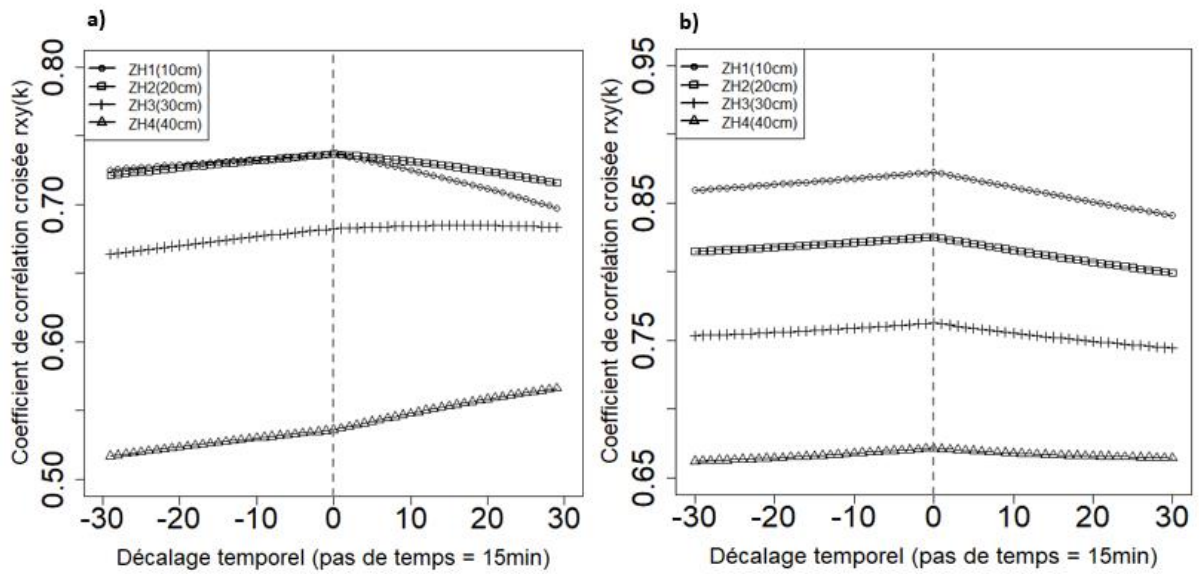 a)
Coefficient de corrélation croisée rxy(k)
0.80
0.70
0.60
0.50
ZH1(10cm)
ZH2(20cm)
ZH3(30cm)
ZH4(40cm)
-30 -20 -10 0 10 20 30
Décalage temporel (pas de temps = 15min)
b)
Coefficient de corrélation croisée rxy(k)
0.95
0.85
0.75
0.65
ZH1(10cm)
ZH2(20cm)
ZH3(30cm)
ZH4(40cm)
-30 -20 -10 0 10 20 30
Décalage temporel (pas de temps = 15min)